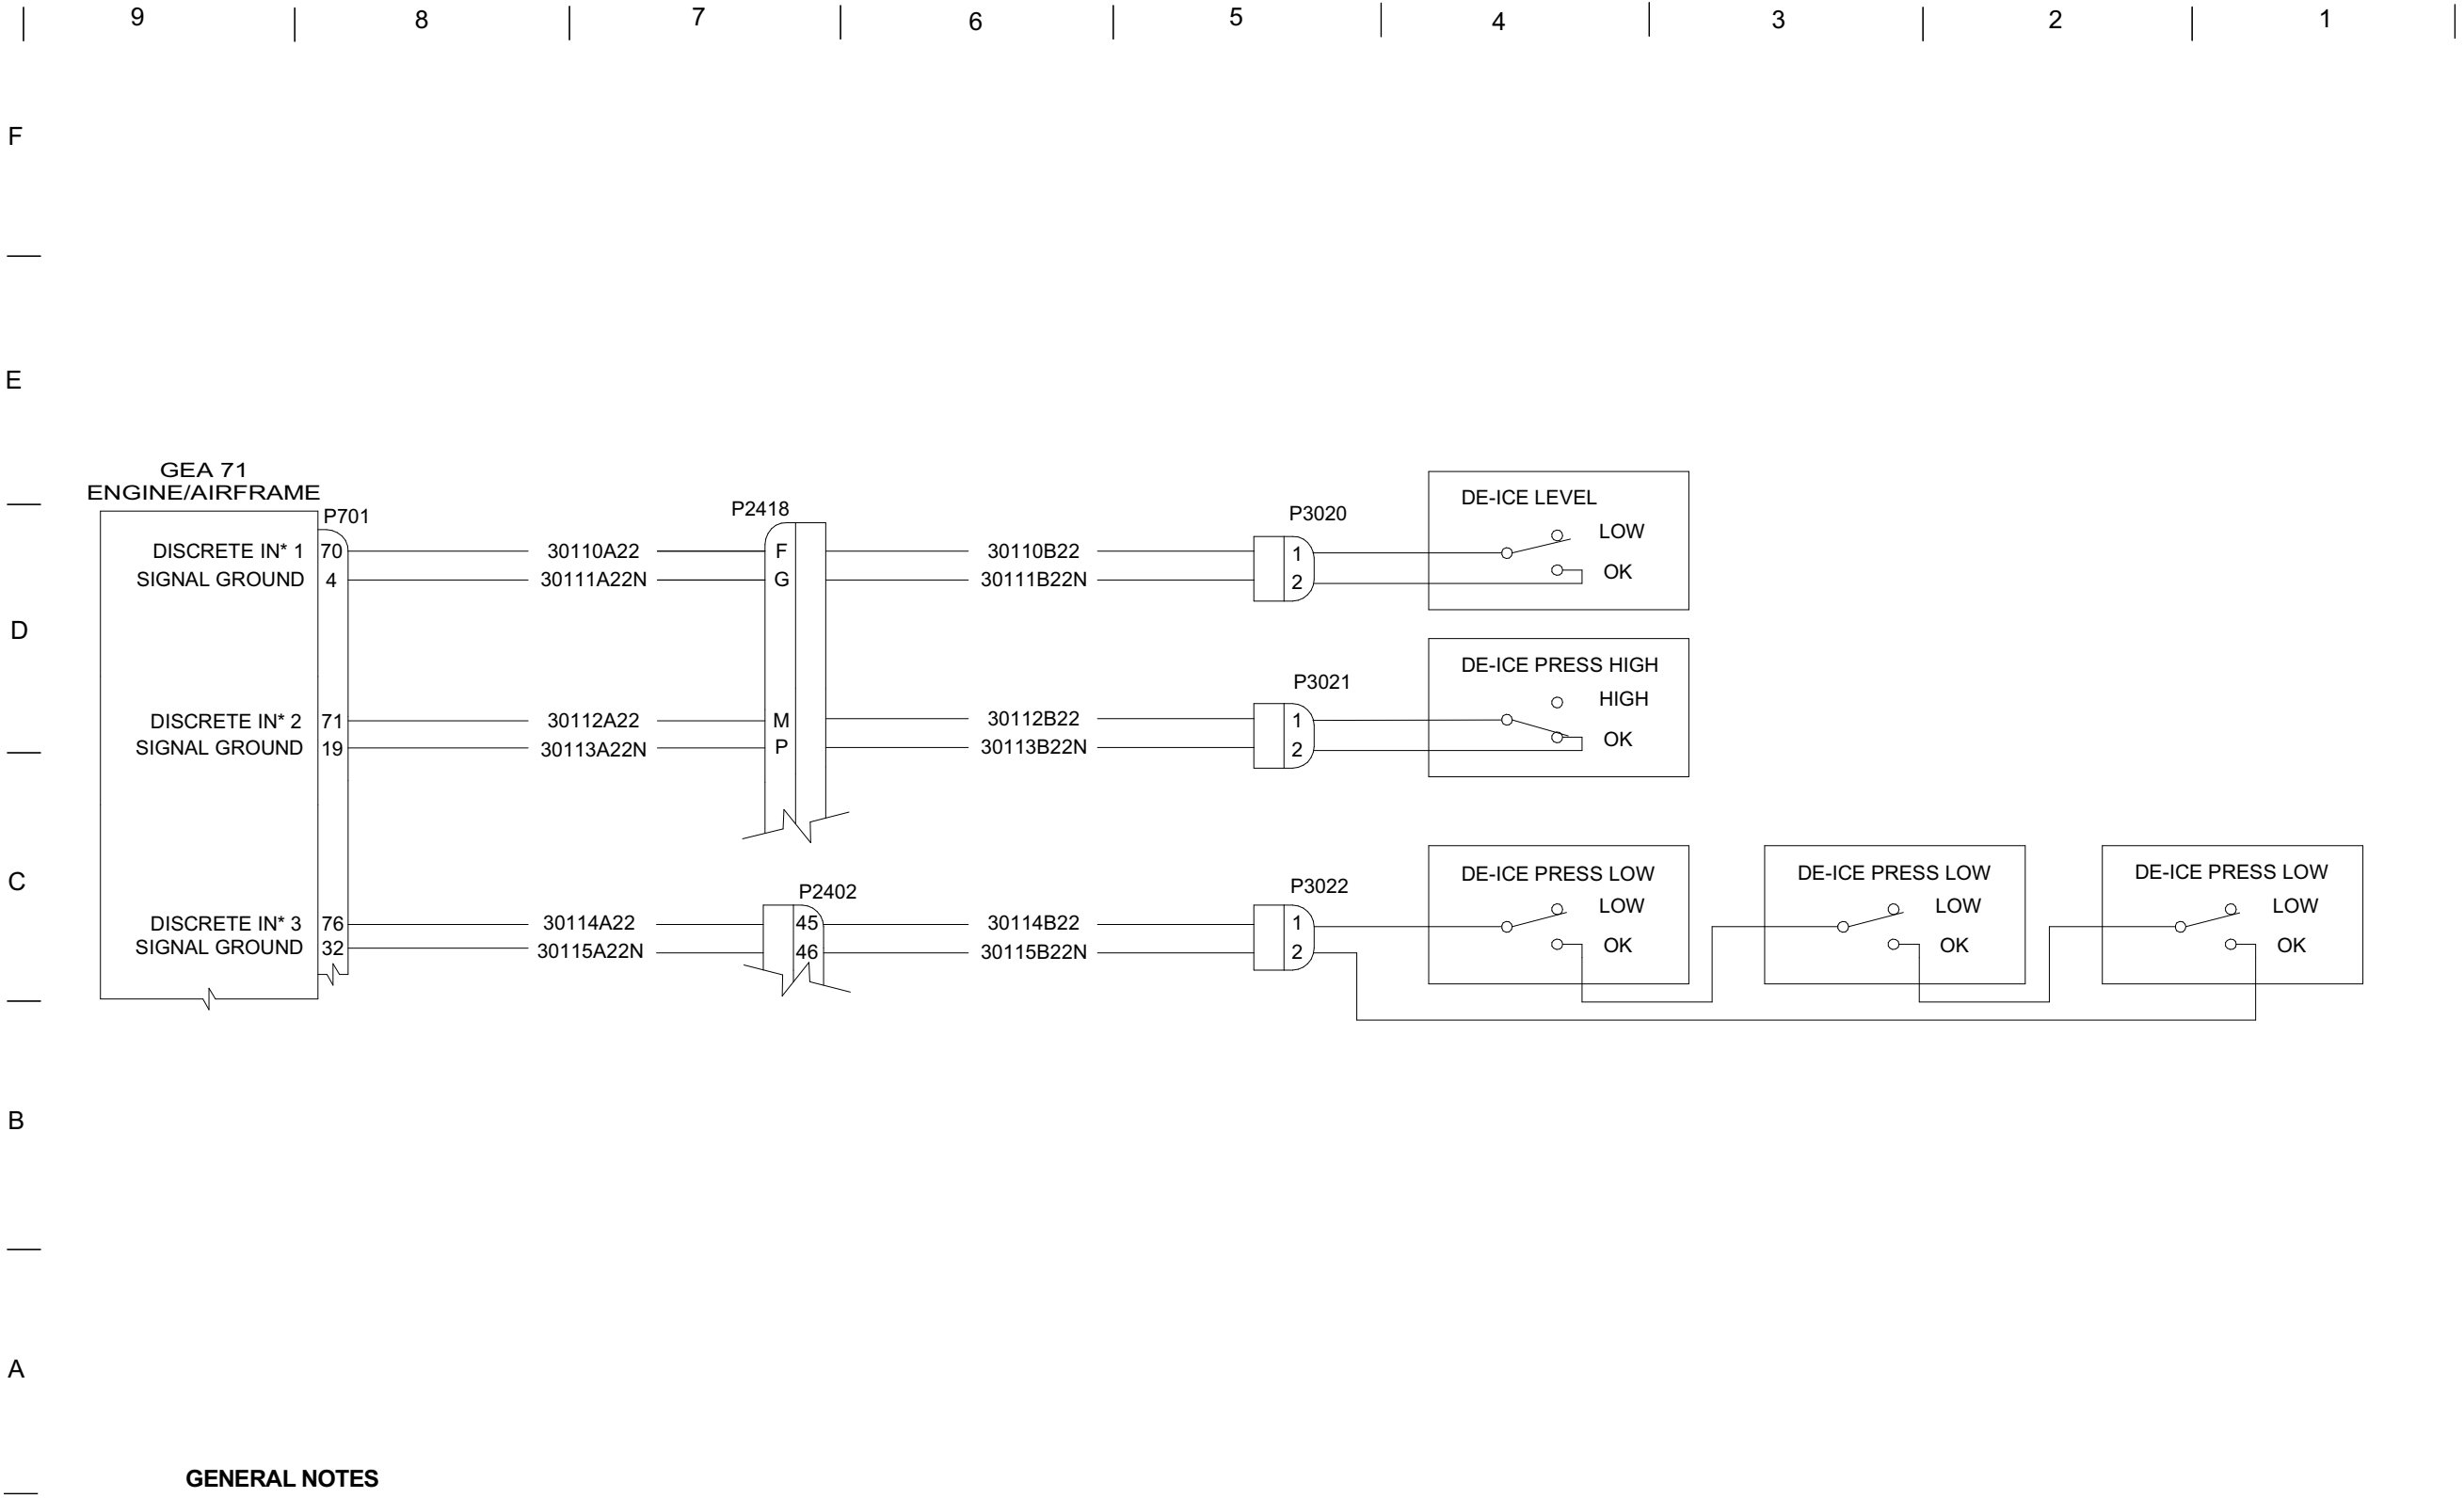 9 8 7 6 5 4 3 2 1
F
E
GEA 71
ENGINE/AIRFRAME
P701
P2418
P3020
DE-ICE LEVEL
LOW
OK
DISCRETE IN* 1 70 30110A22 F 30110B22 1
SIGNAL GROUND 4 30111A22N G 30111B22N 2
D
P3021
DE-ICE PRESS HIGH
HIGH
OK
DISCRETE IN* 2 71 30112A22 M 30112B22 1
SIGNAL GROUND 19 30113A22N P 30113B22N 2
C
P2402
P3022
DE-ICE PRESS LOW DE-ICE PRESS LOW DE-ICE PRESS LOW
LOW LOW LOW
DISCRETE IN* 3 76 30114A22 45 30114B22 1
SIGNAL GROUND 32 30115A22N 46 30115B22N 2
OK OK OK
B
A
GENERAL NOTES